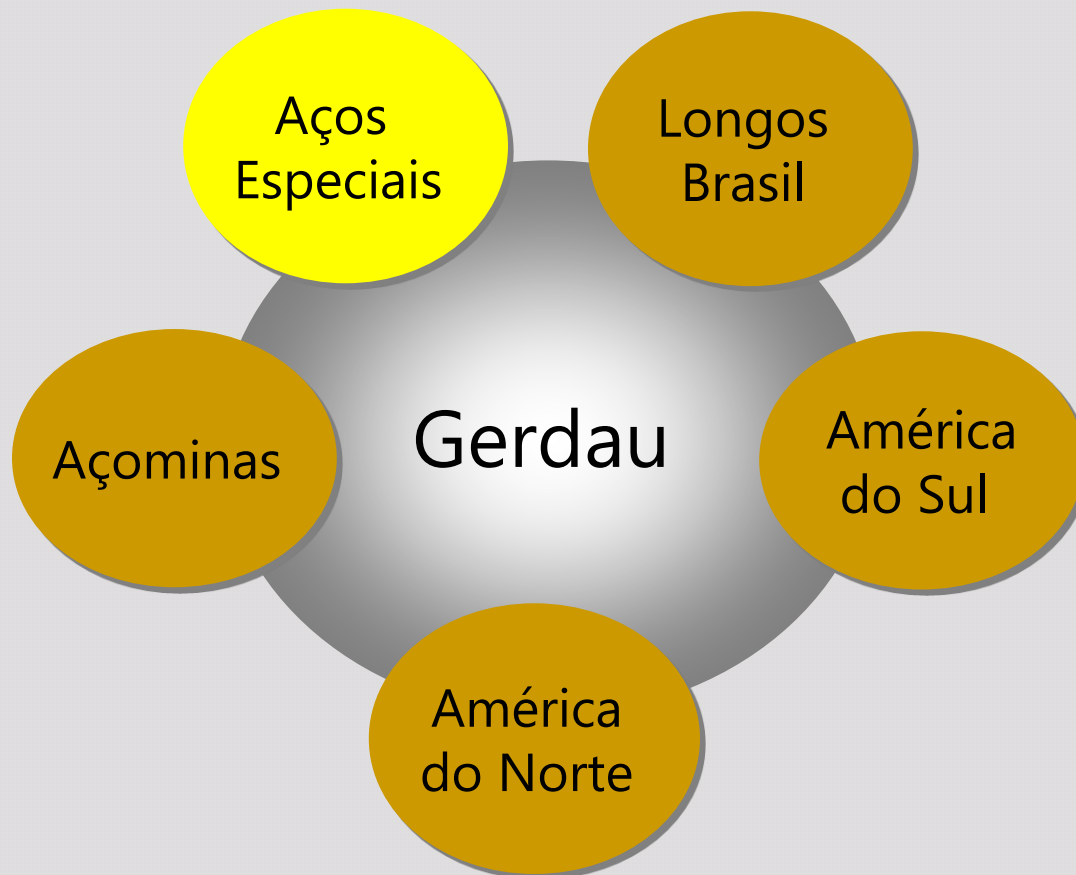 Aços
Especiais
Longos
Brasil
Açominas
Gerdau
América
do Sul
América
do Norte